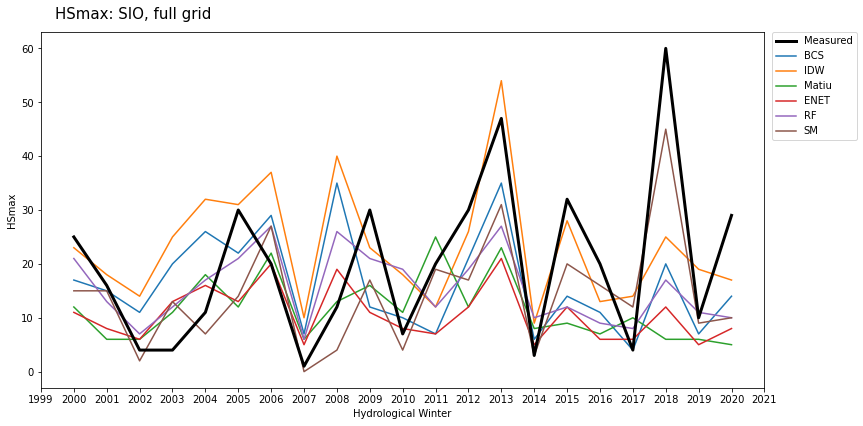 HSmax: SIO, full grid
Measured
BCS
IDW
Matiu
ENET
RF
SM
60
50
40
30
20
10
0
HSmax
1999 2000 2001 2002 2003 2004 2005 2006 2007 2008 2009 2010 2011 2012 2013 2014 2015 2016 2017 2018 2019 2020 2021
Hydrological Winter